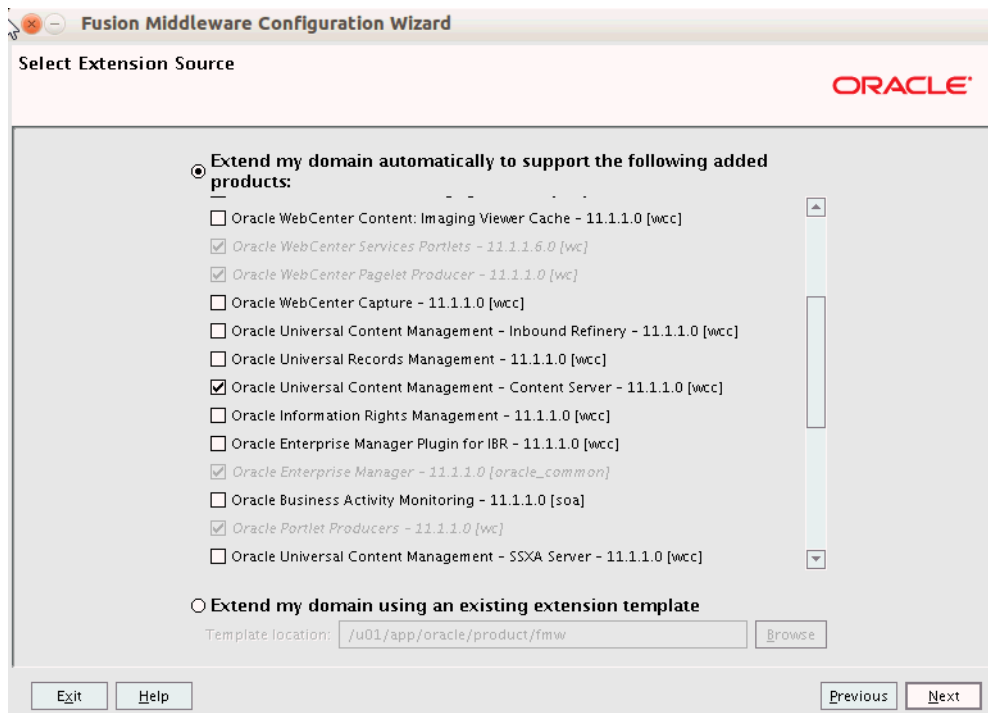 Fusion Middleware Configuration Wizard
Select Extension Source
ORACLE
Extend my domain automatically to support the following added
products:
Oracle WebCenter Content: Imaging Viewer Cache - 11.1.1.0 [wcc]
Oracle WebCenter Services Portlets - 11.1.1.6.0 [wc]
Oracle WebCenter Pagelet Producer - 11.1.1.0 [wc]
Oracle WebCenter Capture - 11.1.1.0 [wcc]
Oracle Universal Content Management - Inbound Refinery - 11.1.1.0 [wcc]
Oracle Universal Records Management - 11.1.1.0 [wcc]
Oracle Universal Content Management - Content Server - 11.1.1.0 [wcc]
Oracle Information Rights Management - 11.1.1.0 [wcc]
Oracle Enterprise Manager Plugin for IBR - 11.1.1.0 [wcc]
Oracle Enterprise Manager - 11.1.1.0 [oracle_common]
Oracle Business Activity Monitoring - 11.1.1.0 [soa]
Oracle Portlet Producers - 11.1.1.0 [wc]
Oracle Universal Content Management - SSXA Server - 11.1.1.0 [wcc]
Extend my domain using an existing extension template
Template location: /u01/app/oracle/product/fmw Browse
Exit Help Previous Next